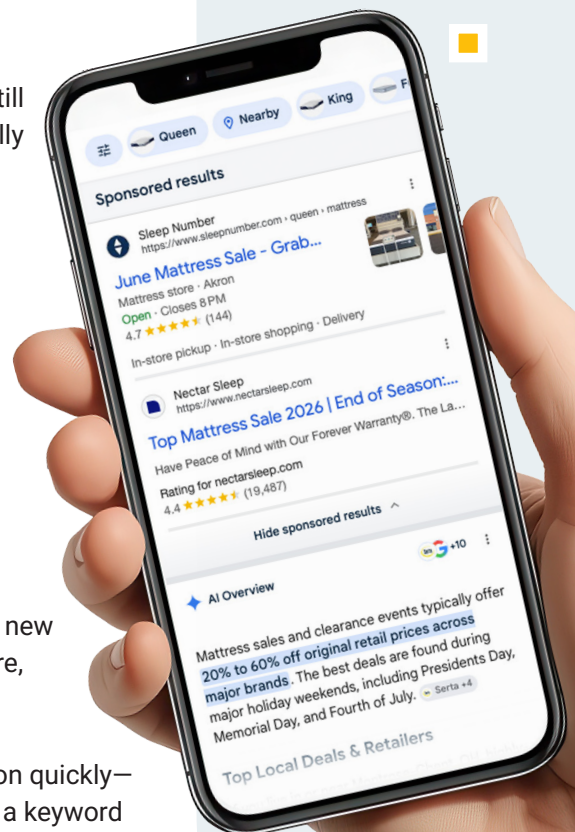 till
lly
Queen
Nearby
King
F
Sponsored results
Sleep Number
https://www.sleepnumber.com › queen › mattress
June Mattress Sale - Grab...
Mattress store · Akron
Open · Closes 8 PM
4.7 (144)
In-store pickup · In-store shopping · Delivery
Nectar Sleep
https://www.nectarsleep.com
Top Mattress Sale 2026 | End of Season:...
Have Peace of Mind with Our Forever Warranty®. The La...
Rating for nectarsleep.com
4.4 (19,487)
Hide sponsored results
AI Overview
+10
Mattress sales and clearance events typically offer
20% to 60% off original retail prices across
major brands. The best deals are found during
major holiday weekends, including Presidents Day,
Memorial Day, and Fourth of July. Serta +4
Top Local Deals & Retailers
new
re,
on quickly—
a keyword